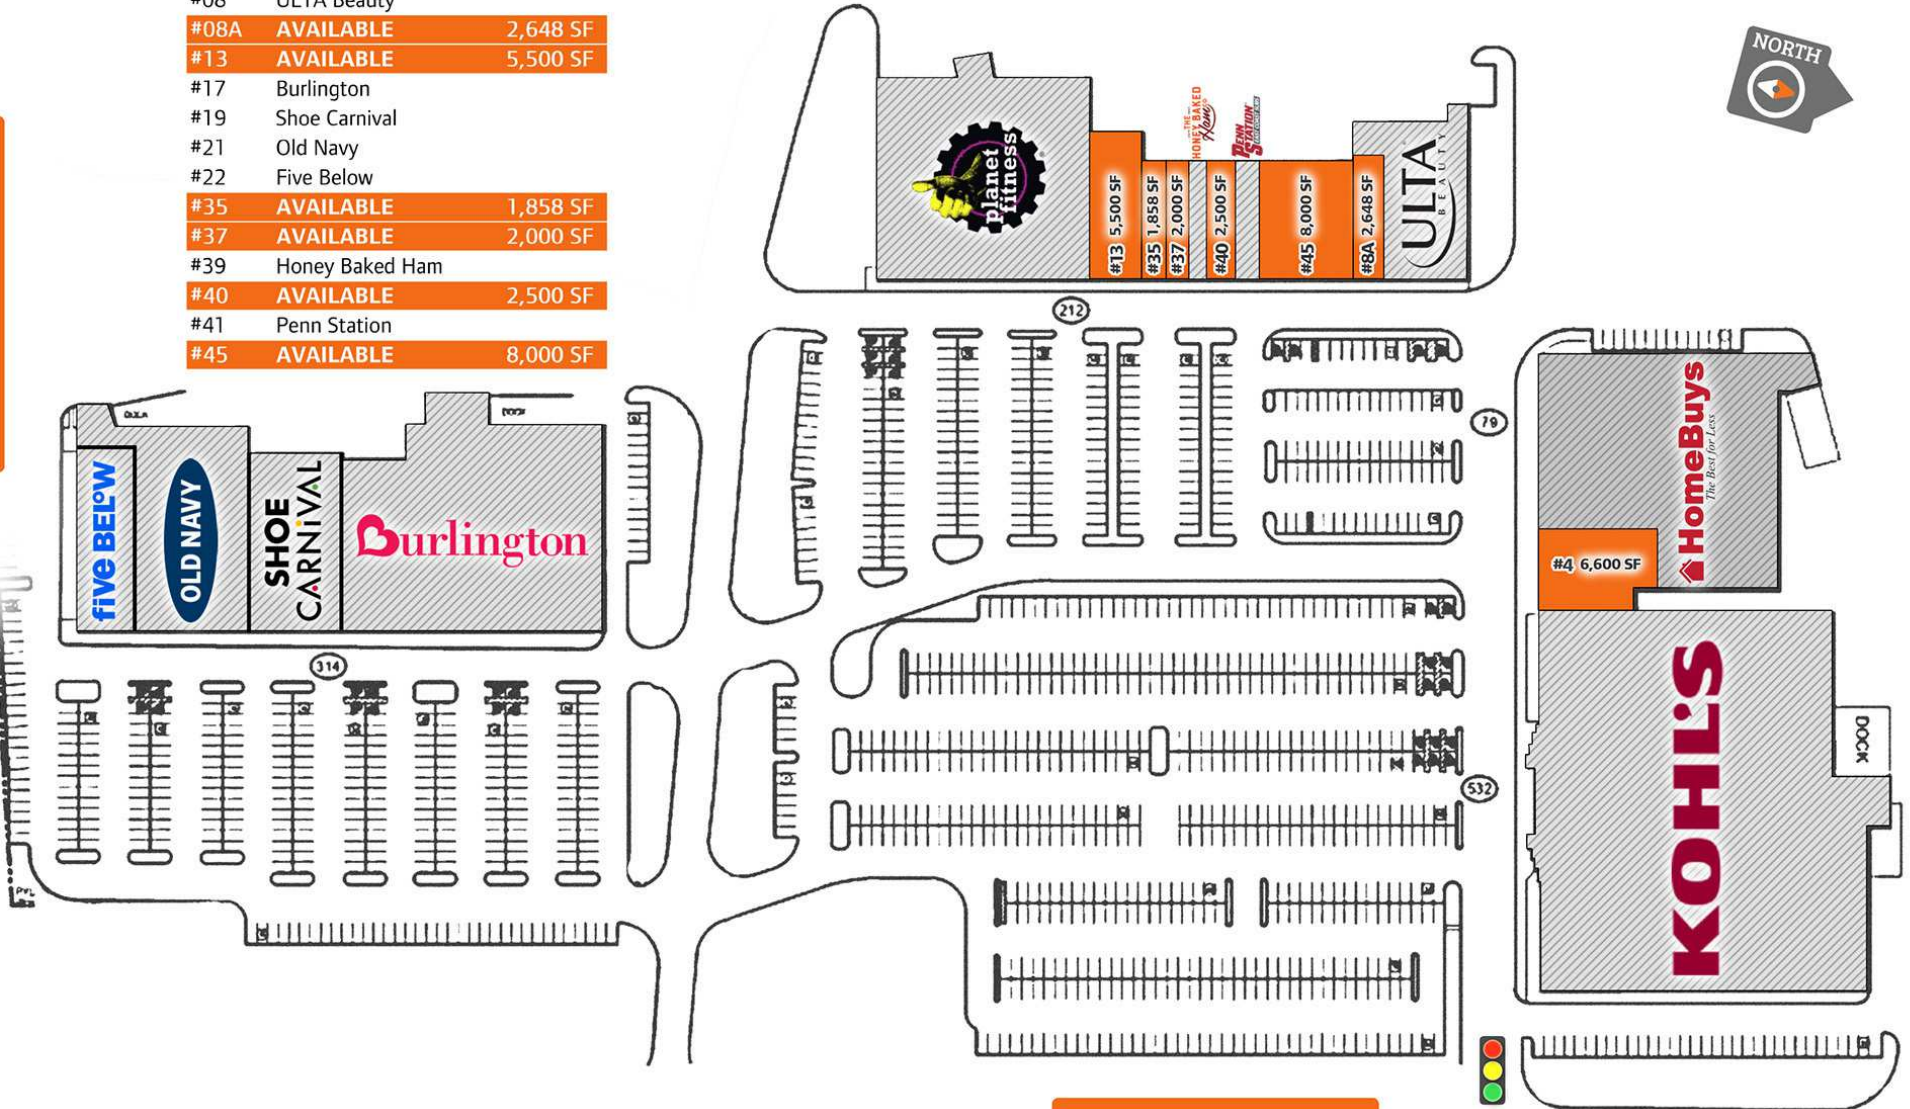 #08 ULTA Beauty
#08A AVAILABLE 2,648 SF
#13 AVAILABLE 5,500 SF
#17 Burlington
#19 Shoe Carnival
#21 Old Navy
#22 Five Below
#35 AVAILABLE 1,858 SF
#37 AVAILABLE 2,000 SF
#39 Honey Baked Ham
#40 AVAILABLE 2,500 SF
#41 Penn Station
#45 AVAILABLE 8,000 SF
NORTH
planet
fitness
#13 5,500 SF
#35 1,858 SF
#37 2,000 SF
THE
HONEY BAKED
Ham
#40 2,500 SF
PENN
STATION
#45 8,000 SF
#8A 2,648 SF
ULTA
BEAUTY
212
79
HomeBuys
The Best for Less
#4 6,600 SF
DOCK
five BEL°W
OLD NAVY
SHOE
CARNiVAL
Burlington
314
532
KOHL'S
DOCK